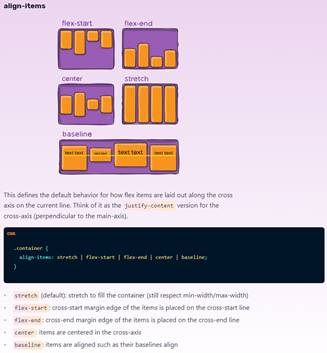 align-items
flex-start
flex-end
center
stretch
baseline
text text
text text
text text
text text
This defines the default behavior for how flex items are laid out along the cross
axis on the current line. Think of it as the justify-content version for the
cross-axis (perpendicular to the main-axis).
CSS
.container {
align-items: stretch | flex-start | flex-end | center | baseline;
}
• stretch (default): stretch to fill the container (still respect min-width/max-width)
• flex-start: cross-start margin edge of the items is placed on the cross-start line
• flex-end: cross-end margin edge of the items is placed on the cross-end line
• center: items are centered in the cross-axis
• baseline: items are aligned such as their baselines align